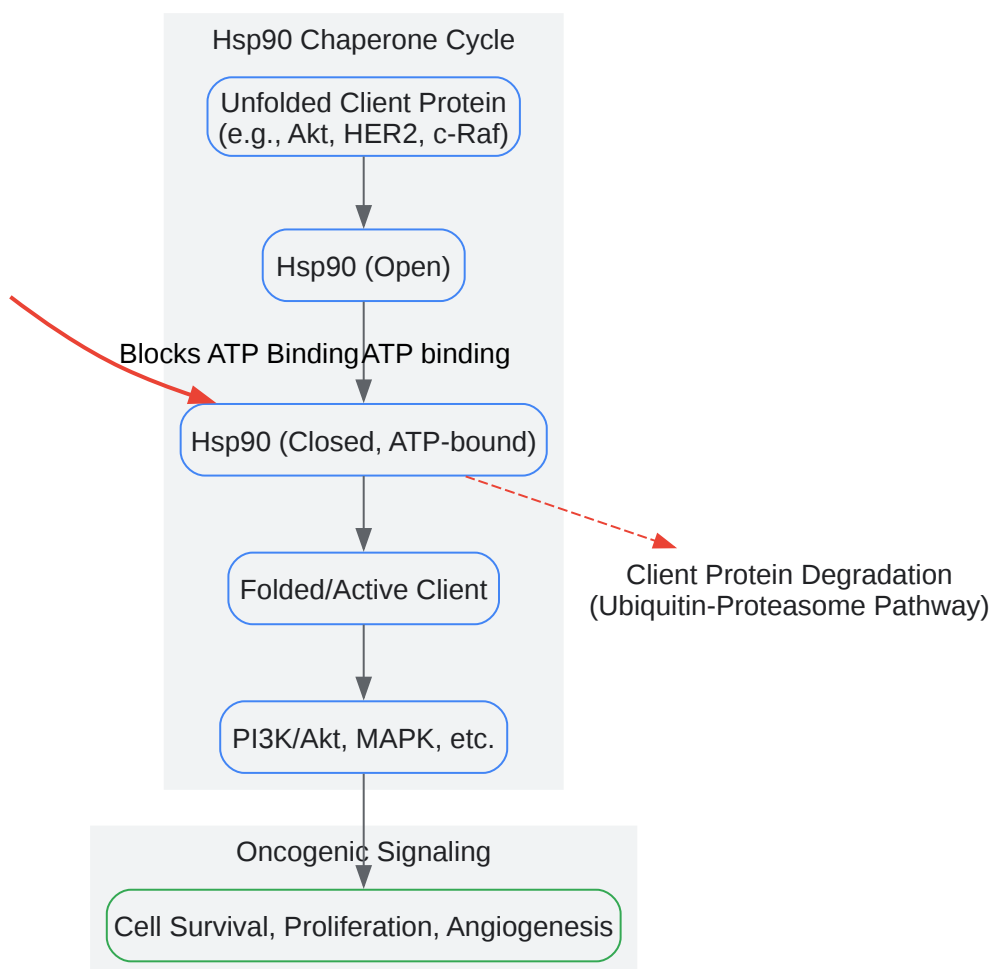 Hsp90 Chaperone Cycle
Unfolded Client Protein
(e.g., Akt, HER2, c-Raf)
Hsp90 (Open)
Blocks ATP Binding
ATP binding
Hsp90 (Closed, ATP-bound)
Client Protein Degradation
(Ubiquitin-Proteasome Pathway)
Folded/Active Client
PI3K/Akt, MAPK, etc.
Oncogenic Signaling
Cell Survival, Proliferation, Angiogenesis